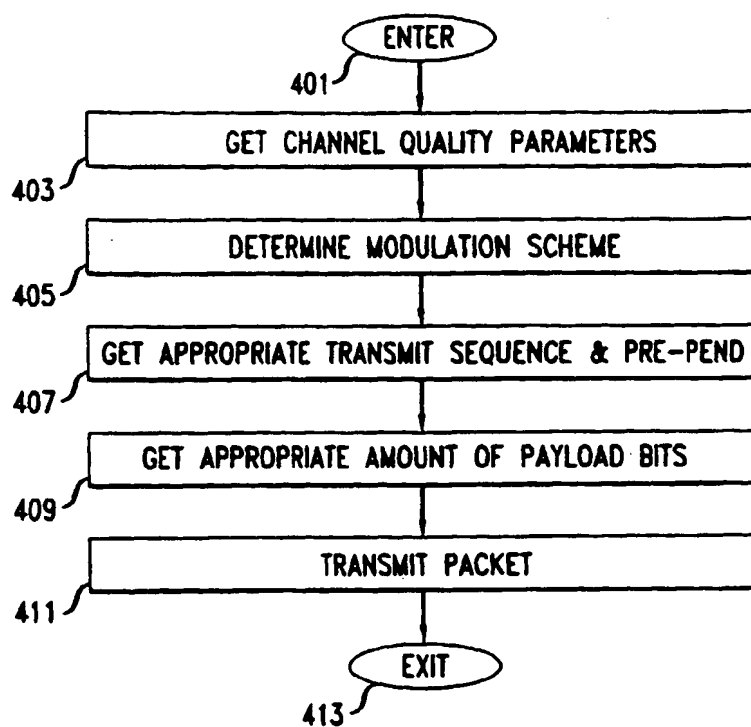 ENTER
401
GET CHANNEL QUALITY PARAMETERS
403
DETERMINE MODULATION SCHEME
405
GET APPROPRIATE TRANSMIT SEQUENCE & PRE-PEND
407
GET APPROPRIATE AMOUNT OF PAYLOAD BITS
409
TRANSMIT PACKET
411
EXIT
413